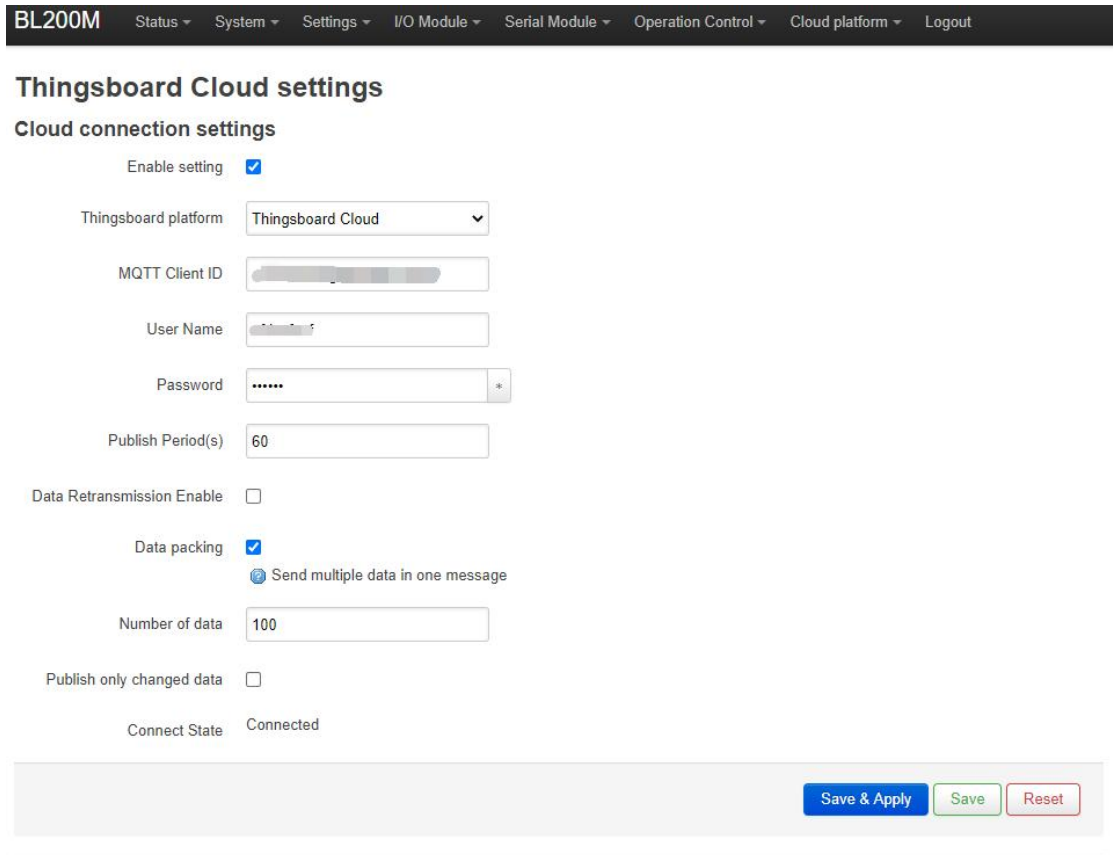 BL200M Status System Settings I/O Module Serial Module Operation Control Cloud platform Logout
Thingsboard Cloud settings
Cloud connection settings
Enable setting
Thingsboard platform Thingsboard Cloud
MQTT Client ID
User Name
Password ••••••  *
Publish Period(s) 60
Data Retransmission Enable
Data packing
Send multiple data in one message
Number of data 100
Publish only changed data
Connect State Connected
Save & Apply Save Reset